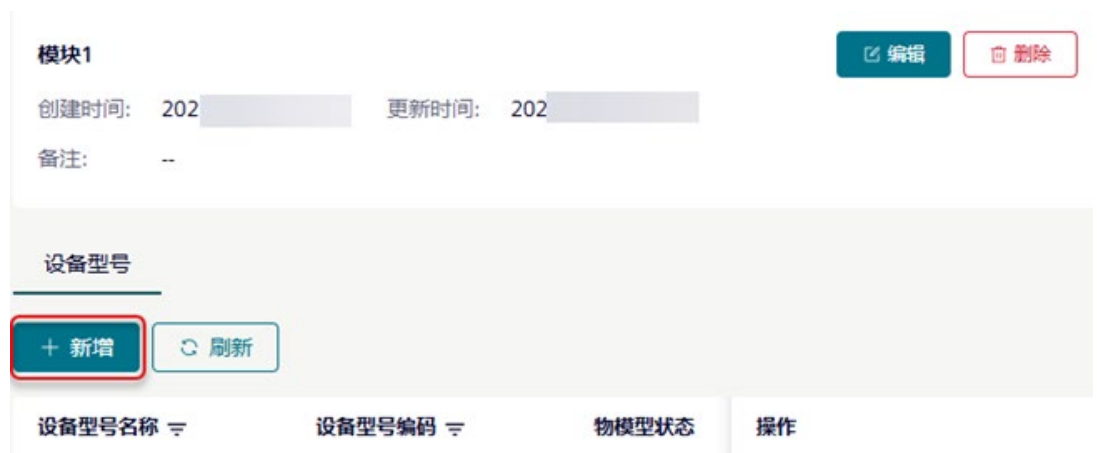 模块1 编辑 删除
创建时间: 202 更新时间: 202
备注: --
设备型号
+ 新增 刷新
设备型号名称 设备型号编码 物模型状态 操作